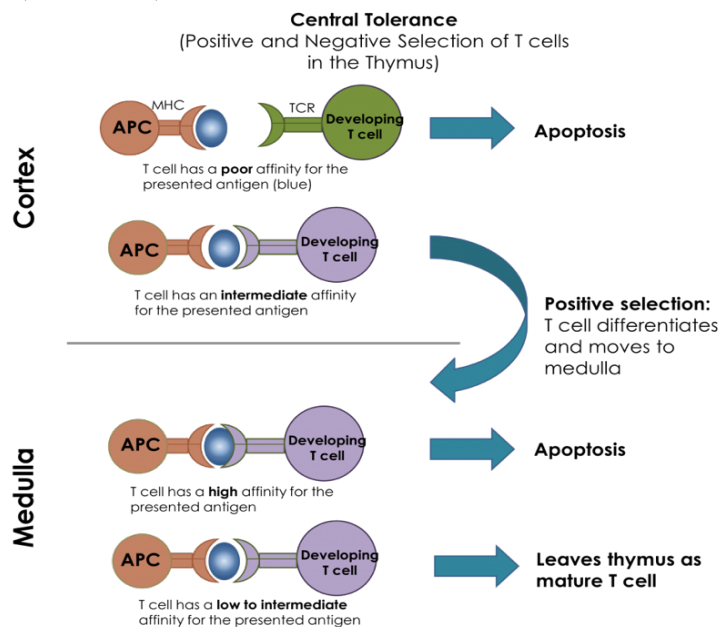 Central Tolerance
(Positive and Negative Selection of T cells
in the Thymus)
Cortex
APC
MHC
TCR
Developing
T cell
Apoptosis
T cell has a poor affinity for the
presented antigen (blue)
APC
Developing
T cell
T cell has an intermediate affinity
for the presented antigen
Positive selection:
T cell differentiates
and moves to
medulla
Medulla
APC
Developing
T cell
Apoptosis
T cell has a high affinity for the
presented antigen
APC
Developing
T cell
Leaves thymus as
mature T cell
T cell has a low to intermediate
affinity for the presented antigen